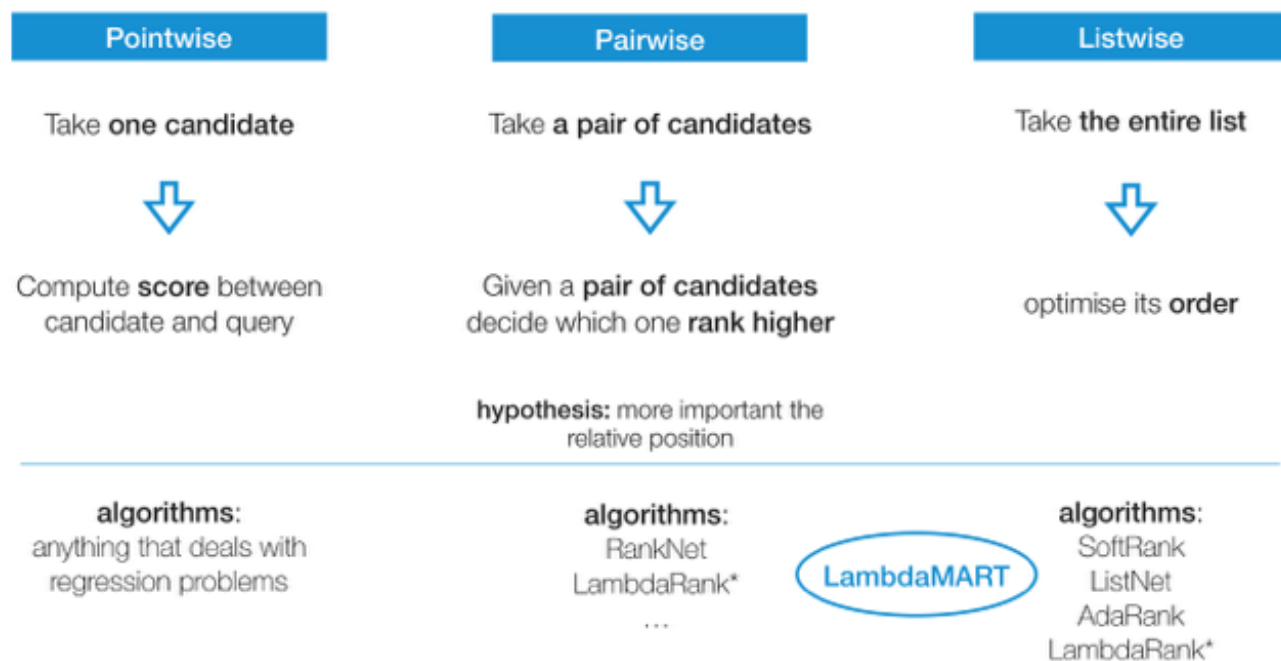 Pointwise
Take one candidate
Compute score between
candidate and query
algorithms:
anything that deals with
regression problems
Pairwise
Take a pair of candidates
Given a pair of candidates
decide which one rank higher
hypothesis: more important the
relative position
algorithms:
RankNet
LambdaRank*
...
LambdaMART
Listwise
Take the entire list
optimise its order
algorithms:
SoftRank
ListNet
AdaRank
LambdaRank*